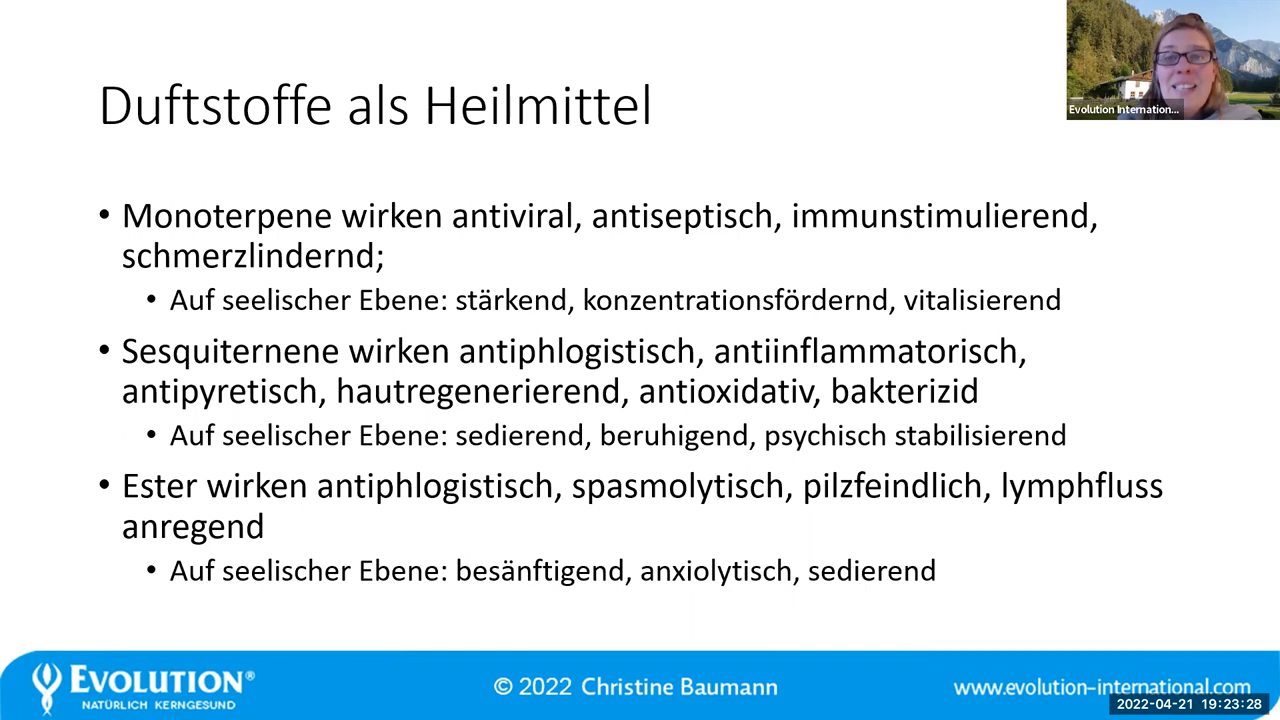 Evolution Internation...
Duftstoffe als Heilmittel
• Monoterpene wirken antiviral, antiseptisch, immunstimulierend,
schmerzlindernd;
• Auf seelischer Ebene: stärkend, konzentrationsfördernd, vitalisierend
• Sesquiternene wirken antiphlogistisch, antiinflammatorisch,
antipyretisch, hautregenerierend, antioxidativ, bakterizid
• Auf seelischer Ebene: sedierend, beruhigend, psychisch stabilisierend
• Ester wirken antiphlogistisch, spasmolytisch, pilzfeindlich, lymphfluss
anregend
• Auf seelischer Ebene: besänftigend, anxiolytisch, sedierend
EVOLUTION®
NATÜRLICH KERNGESUND
© 2022 Christine Baumann
www.evolution-international.com
2022-04-21 19:23:28